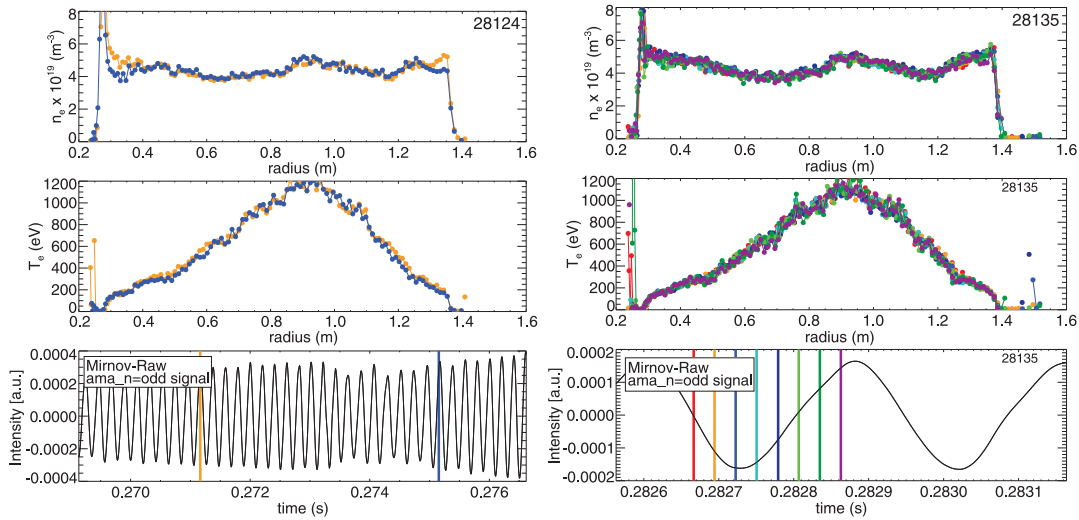 28124
n_e x 10^19 (m^-3)
8
6
4
2
0
0.2 0.4 0.6 0.8 1.0 1.2 1.4 1.6
radius (m)
T_e (eV)
1200
1000
800
600
400
200
0
0.2 0.4 0.6 0.8 1.0 1.2 1.4 1.6
radius (m)
Intensity [a.u.]
0.0004
0.0002
0.0000
-0.0002
-0.0004
Mirnov-Raw
ama_n=odd signal
0.270 0.272 0.274 0.276
time (s)
28135
n_e x 10^19 (m^-3)
8
6
4
2
0
0.2 0.4 0.6 0.8 1.0 1.2 1.4 1.6
radius (m)
28135
T_e (eV)
1200
1000
800
600
400
200
0
0.2 0.4 0.6 0.8 1.0 1.2 1.4 1.6
radius (m)
28135
Intensity [a.u.]
0.0002
0.0001
0.0000
-0.0001
-0.0002
Mirnov-Raw
ama_n=odd signal
0.2826 0.2827 0.2828 0.2829 0.2830 0.2831
time (s)